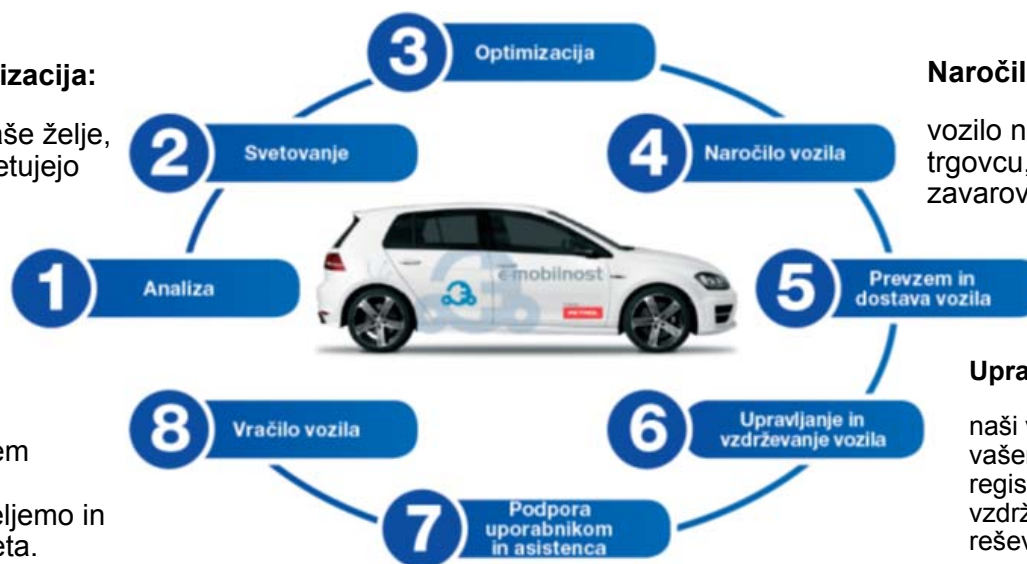 3 Optimizacija
2 Svetovanje
4 Naročilo vozila
1 Analiza
5 Prevzem in
dostava vozila
8 Vračilo vozila
6 Upravljanje in
vzdrževanje vozila
7 Podpora
uporabnikom
in asistenca
e-mobilnost
izacija:
aše želje,
etujejo
Naročil
vozilo n
trgovcu,
zavarov
Upra
naši v
vašem
regis
vzdrž
rešev
em
eljemo in
eta.